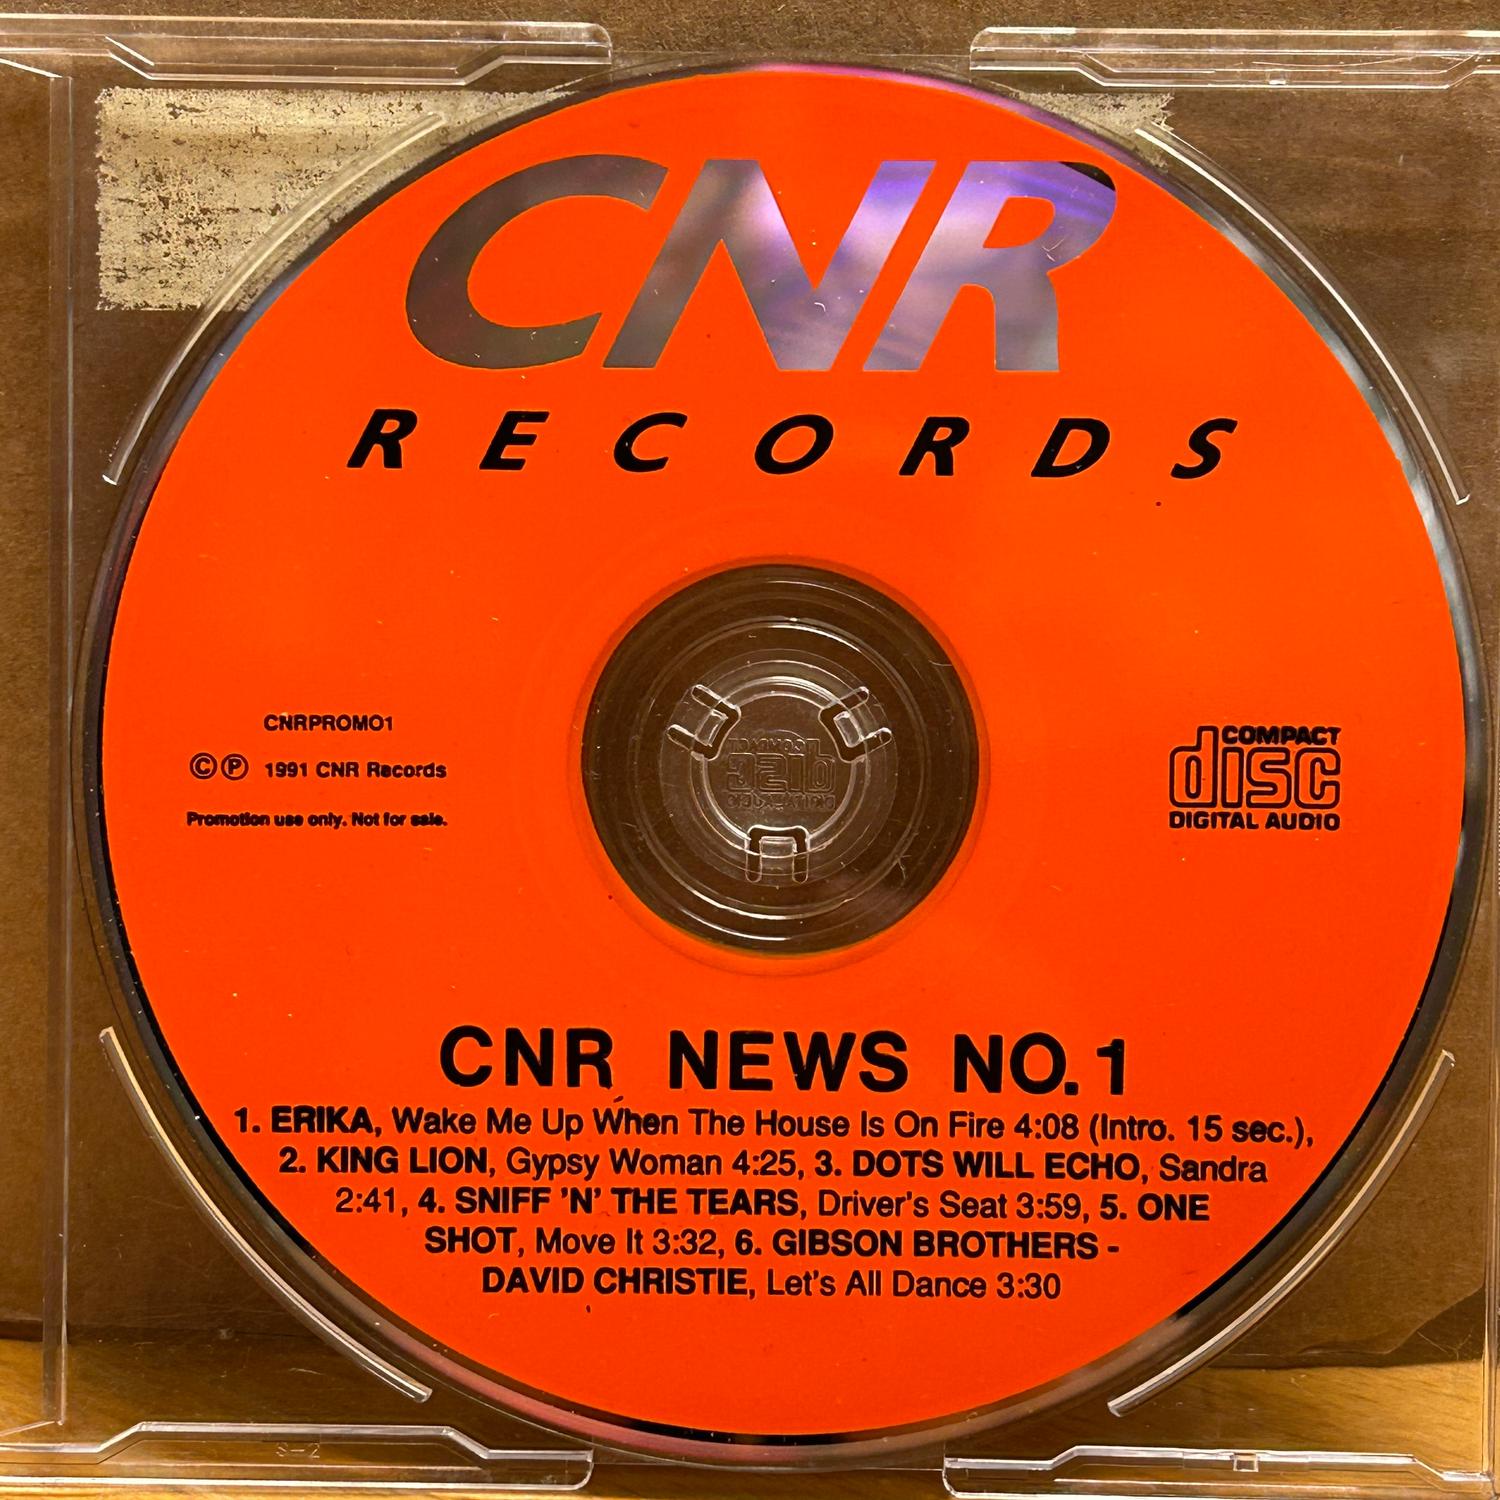 CNR
RECORDS
CNRPROMO1
© ℗ 1991 CNR Records
Promotion use only. Not for sale.
COMPACT
disc
DIGITAL AUDIO
CNR NEWS NO.1
1. ERIKA, Wake Me Up When The House Is On Fire 4:08 (Intro. 15 sec.),
2. KING LION, Gypsy Woman 4:25, 3. DOTS WILL ECHO, Sandra
2:41, 4. SNIFF 'N' THE TEARS, Driver's Seat 3:59, 5. ONE
SHOT, Move It 3:32, 6. GIBSON BROTHERS -
DAVID CHRISTIE, Let's All Dance 3:30
S-2